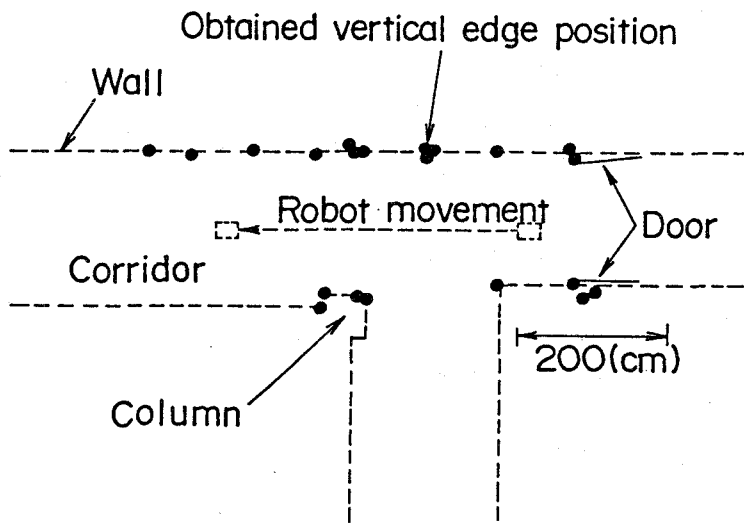 Obtained vertical edge position
Wall
Robot movement
Door
Corridor
200(cm)
Column